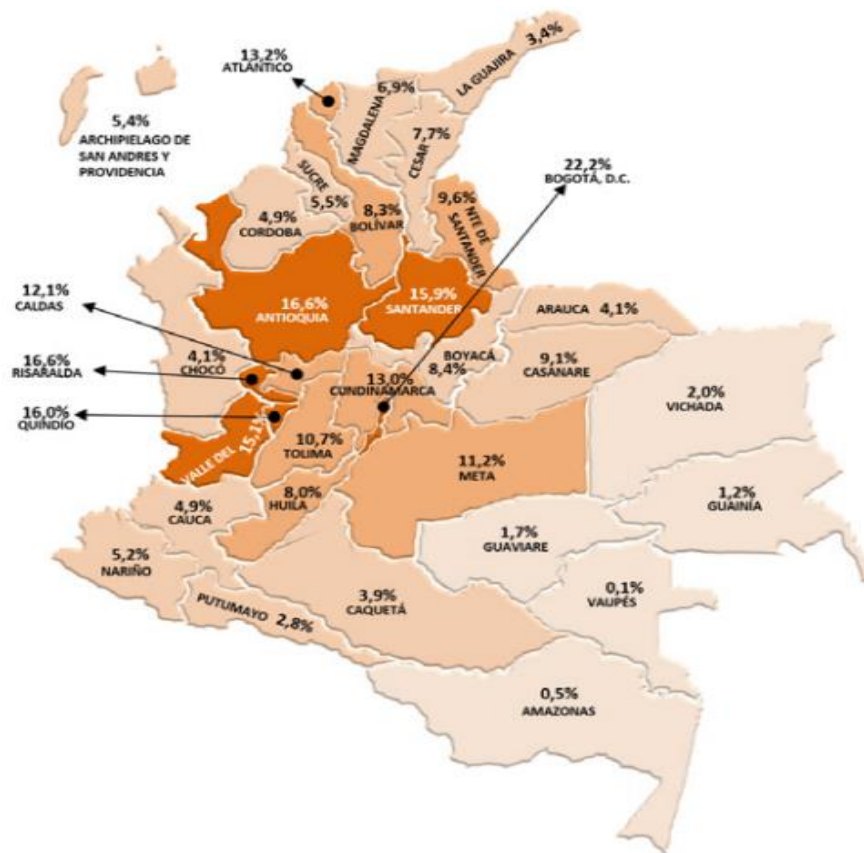 13,2%
ATLÁNTICO
3,4%
LA GUAJIRA
6,9%
MAGDALENA
5,4%
ARCHIPIELAGO DE
SAN ANDRES Y
PROVIDENCIA
7,7%
CESAR
22,2%
BOGOTÁ, D.C.
SUCRE
5,5%
4,9%
CORDOBA
8,3%
BOLÍVAR
9,6%
NTE DE
SANTANDER
12,1%
CALDAS
16,6%
ANTIOQUIA
15,9%
SANTANDER
ARAUCA 4,1%
4,1%
CHOCÓ
BOYACÁ
8,4%
9,1%
CASANARE
16,6%
RISARALDA
13,0%
CUNDINAMARCA
2,0%
VICHADA
16,0%
QUINDÍO
VALLE DEL
15,1%
10,7%
TOLIMA
11,2%
META
4,9%
CAUCA
8,0%
HUILA
1,2%
GUAINÍA
1,7%
GUAVIARE
5,2%
NARIÑO
3,9%
CAQUETÁ
0,1%
VAUPÉS
PUTUMAYO 2,8%
0,5%
AMAZONAS